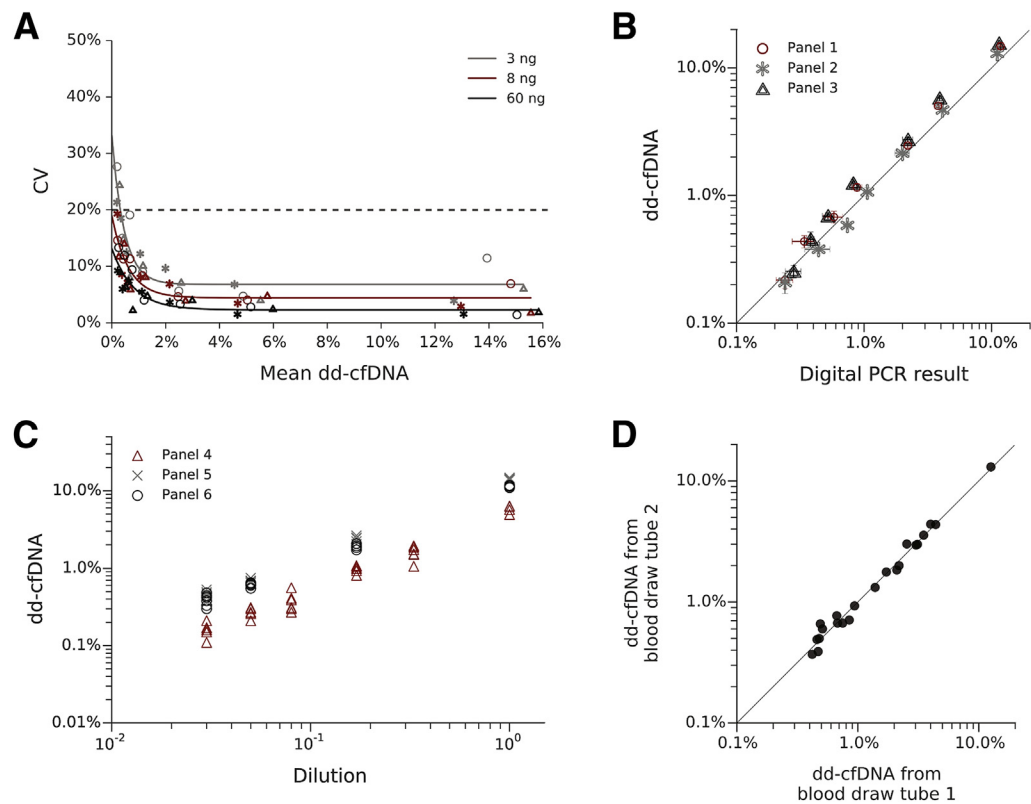 A
50%
40%
30%
20%
10%
0%
CV
3 ng
8 ng
60 ng
0% 2% 4% 6% 8% 10% 12% 14% 16%
Mean dd-cfDNA
B
Panel 1
Panel 2
Panel 3
10.0%
1.0%
0.1%
dd-cfDNA
0.1% 1.0% 10.0%
Digital PCR result
C
Panel 4
Panel 5
Panel 6
10.0%
1.0%
0.1%
0.01%
dd-cfDNA
10-2 10-1 100
Dilution
D
10.0%
1.0%
0.1%
dd-cfDNA from
blood draw tube 2
0.1% 1.0% 10.0%
dd-cfDNA from
blood draw tube 1